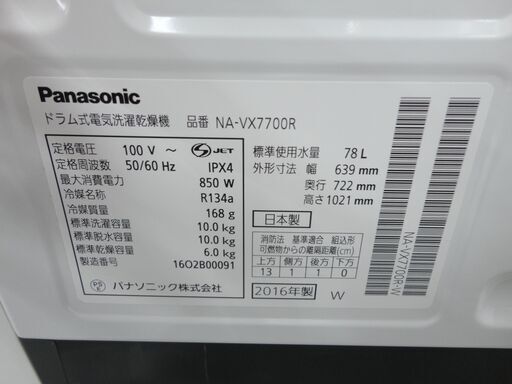 Panasonic
ドラム式電気洗濯乾燥機 品番 NA-VX7700R
定格電圧 100 V ～ S JET
定格周波数 50/60 Hz IPX4
最大消費電力 850 W
冷媒名称 R134a
冷媒質量 168 g
標準洗濯容量 10.0 kg
標準脱水容量 10.0 kg
標準乾燥容量 6.0 kg
製造番号 16O2B00091
PSE パナソニック株式会社
標準使用水量 78 L
外形寸法 幅 639 mm
奥行 722 mm
高さ 1021 mm
日本製
消防法 基準適合 組込形
可燃物からの離隔距離(cm)
上方 側方 後方 下方
13 1 1 0
2016年製 W
NA-VX7700R-W